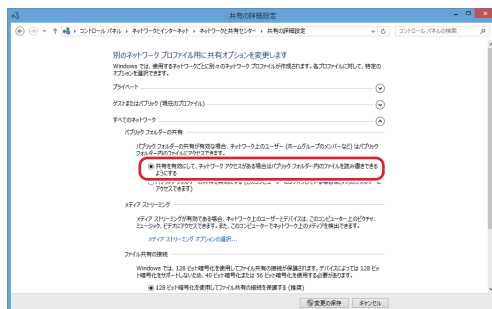 共有の詳細設定
コントロール パネル ▸ ネットワークとインターネット ▸ ネットワークと共有センター ▸ 共有の詳細設定
コントロール パネルの検索
別のネットワーク プロファイル用に共有オプションを変更します
Windows では、使用するネットワークごとに別々のネットワーク プロファイルが作成されます。各プロファイルに対して、特定の
オプションを選択できます。
プライベート
ゲストまたはパブリック (現在のプロファイル)
すべてのネットワーク
パブリック フォルダーの共有
パブリック フォルダーの共有が有効な場合、ネットワーク上のユーザー (ホームグループのメンバーなど) はパブリック
フォルダー内のファイルにアクセスできます。
共有を有効にして、ネットワーク アクセスがある場合はパブリック フォルダー内のファイルを読み書きできる
ようにする
アクセスできます)
メディア ストリーミング
メディア ストリーミングが有効である場合、ネットワーク上のユーザーとデバイスは、このコンピューター上のピクチャ、
ミュージック、ビデオにアクセスできます。また、このコンピューターでネットワーク上のメディアを検出できます。
メディア ストリーミング オプションの選択...
ファイル共有の接続
Windows では、128 ビット暗号化を使用してファイル共有の接続が保護されます。デバイスによっては 128 ビッ
ト暗号化をサポートしないため、40 ビット暗号化または 56 ビット暗号化を使用する必要があります。
128 ビット暗号化を使用してファイル共有の接続を保護する (推奨)
変更の保存
キャンセル